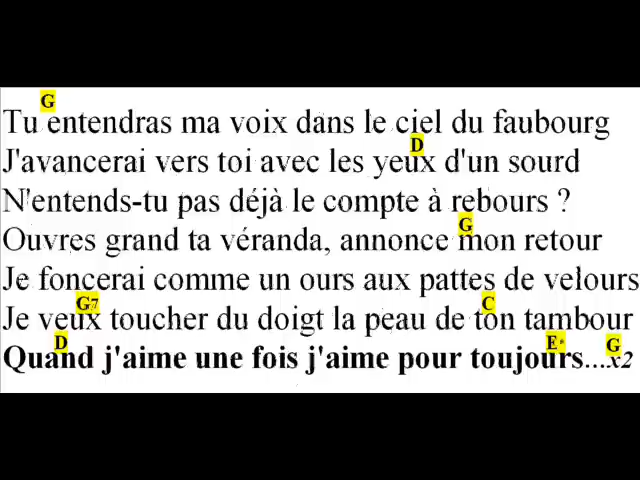 G
Tu entendras ma voix dans le ciel du faubourg
D
J'avancerai vers toi avec les yeux d'un sourd
N'entends-tu pas déjà le compte à rebours ?
G
Ouvres grand ta véranda, annonce mon retour
Je foncerai comme un ours aux pattes de velours
G7 C
Je veux toucher du doigt la peau de ton tambour
D E G
Quand j'aime une fois j'aime pour toujours....x2